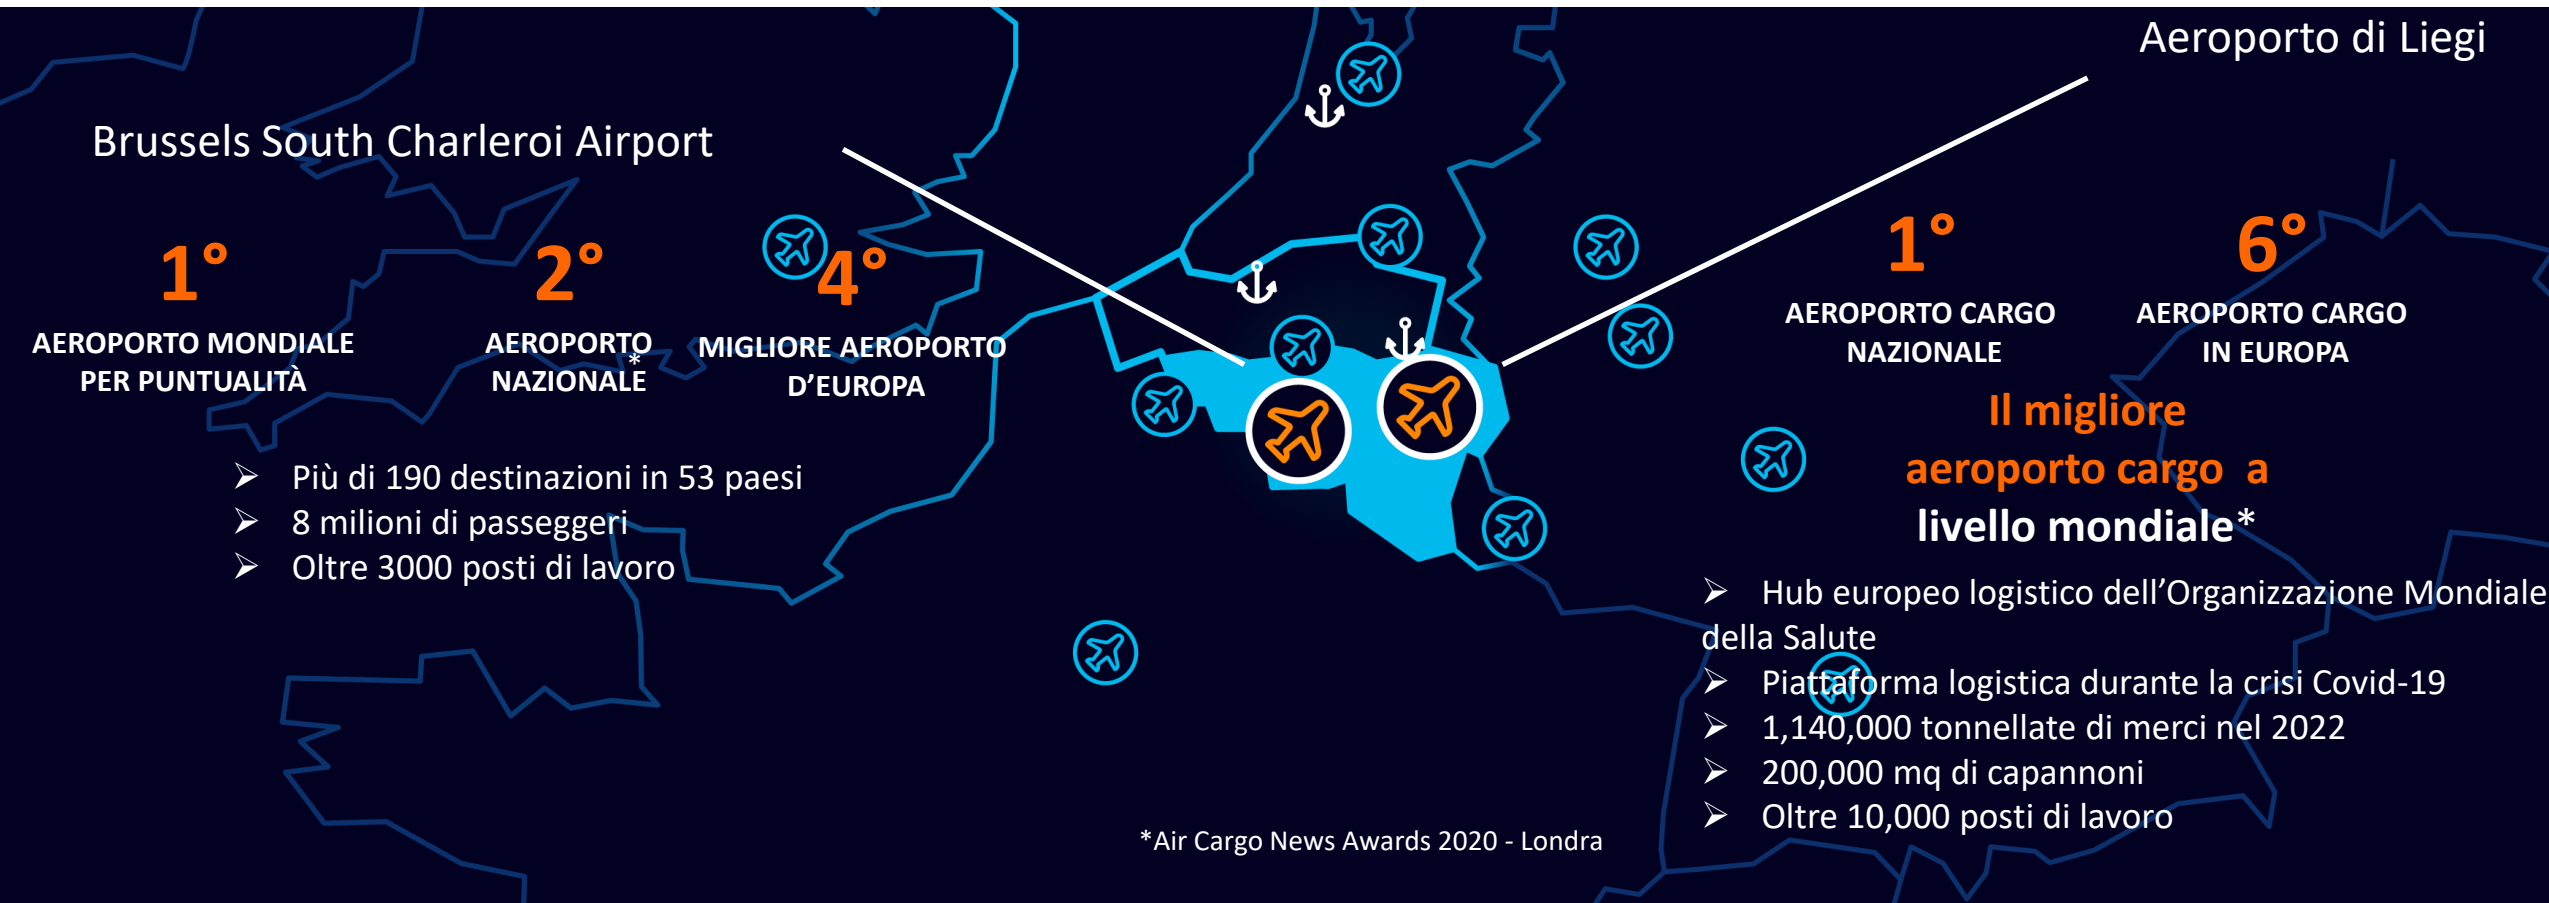 Aeroporto di Liegi
Brussels South Charleroi Airport
1°
AEROPORTO MONDIALE
PER PUNTUALITÀ
2°
AEROPORTO
NAZIONALE*
4°
MIGLIORE AEROPORTO
D’EUROPA
➢ Più di 190 destinazioni in 53 paesi
➢ 8 milioni di passeggeri
➢ Oltre 3000 posti di lavoro
1°
AEROPORTO CARGO
NAZIONALE
6°
AEROPORTO CARGO
IN EUROPA
Il migliore
aeroporto cargo a
livello mondiale*
➢ Hub europeo logistico dell’Organizzazione Mondiale
della Salute
➢ Piattaforma logistica durante la crisi Covid-19
➢ 1,140,000 tonnellate di merci nel 2022
➢ 200,000 mq di capannoni
➢ Oltre 10,000 posti di lavoro
*Air Cargo News Awards 2020 - Londra